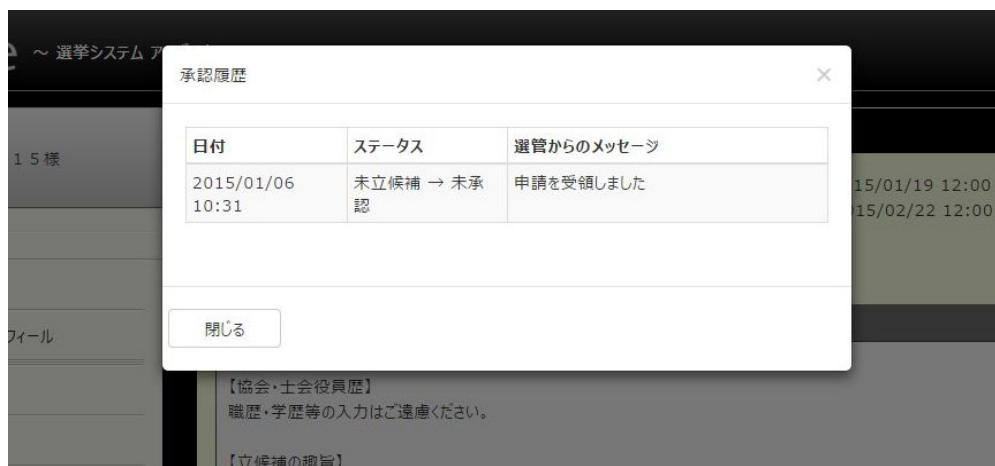 e ～ 選挙システム ア
承認履歴 ×
日付 ステータス 選管からのメッセージ
2015/01/06 未立候補 → 未承 申請を受領しました
10:31 認
閉じる
１５様
15/01/19 12:00
15/02/22 12:00
フィール
【協会・士会役員歴】
職歴・学歴等の入力はご遠慮ください。
【立候補の趣旨】